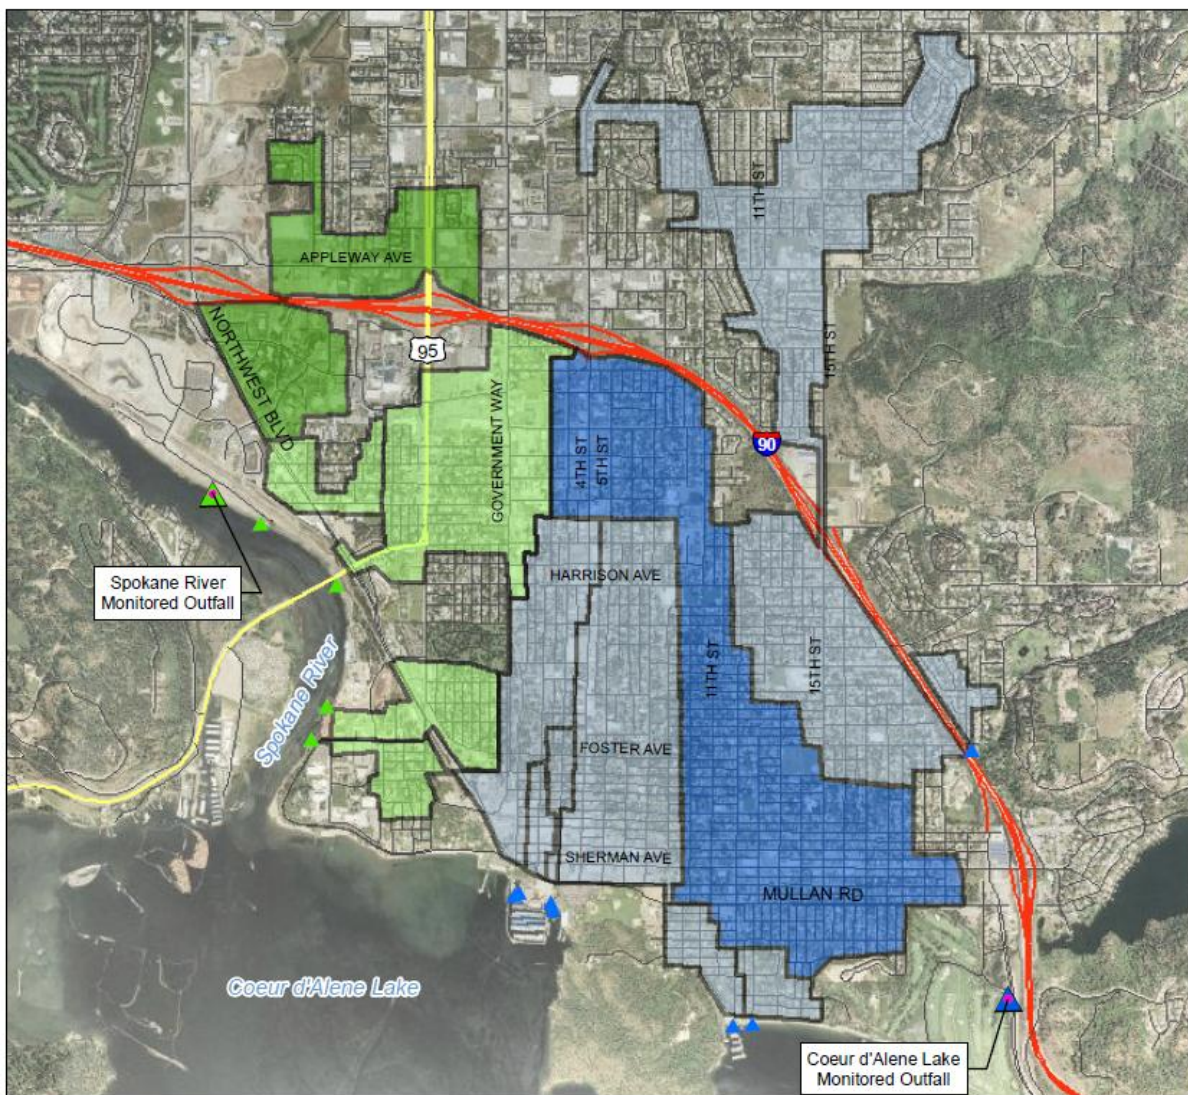 11TH ST
APPLEWAY AVE
NORTHWEST BLVD
95
15TH ST
GOVERNMENT WAY
4TH ST
5TH ST
90
Spokane River
Monitored Outfall
HARRISON AVE
Spokane River
11TH ST
15TH ST
FOSTER AVE
SHERMAN AVE
MULLAN RD
Coeur d'Alene Lake
Coeur d'Alene Lake
Monitored Outfall